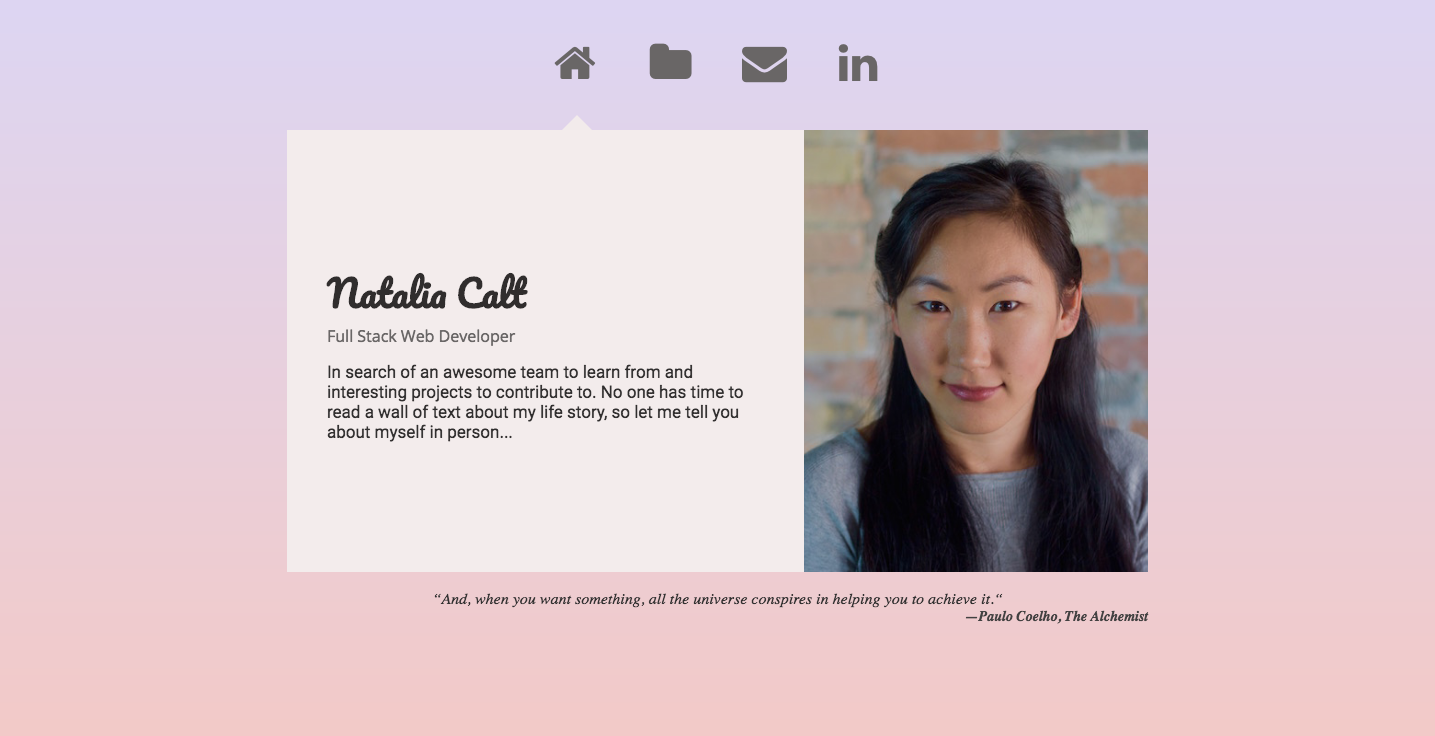 Natalia Calt
Full Stack Web Developer
In search of an awesome team to learn from and
interesting projects to contribute to. No one has time to
read a wall of text about my life story, so let me tell you
about myself in person...
“And, when you want something, all the universe conspires in helping you to achieve it.“
—Paulo Coelho, The Alchemist